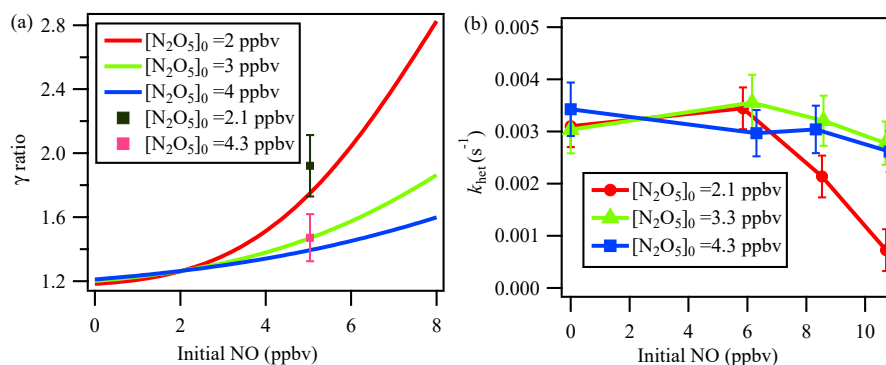 (a)
2.8
2.4
2.0
1.6
1.2
γ ratio
[N₂O₅]₀ =2 ppbv
[N₂O₅]₀ =3 ppbv
[N₂O₅]₀ =4 ppbv
[N₂O₅]₀ =2.1 ppbv
[N₂O₅]₀ =4.3 ppbv
0 2 4 6 8
Initial NO (ppbv)
(b)
0.005
0.004
0.003
0.002
0.001
0.000
k_het (s⁻¹)
[N₂O₅]₀ =2.1 ppbv
[N₂O₅]₀ =3.3 ppbv
[N₂O₅]₀ =4.3 ppbv
0 2 4 6 8 10
Initial NO (ppbv)